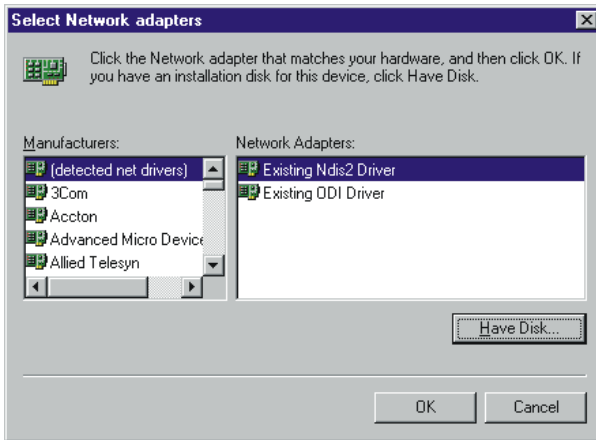 Select Network adapters
Click the Network adapter that matches your hardware, and then click OK. If
you have an installation disk for this device, click Have Disk.
Manufacturers:
(detected net drivers)
3Com
Accton
Advanced Micro Device
Allied Telesyn
Network Adapters:
Existing Ndis2 Driver
Existing ODI Driver
Have Disk...
OK
Cancel